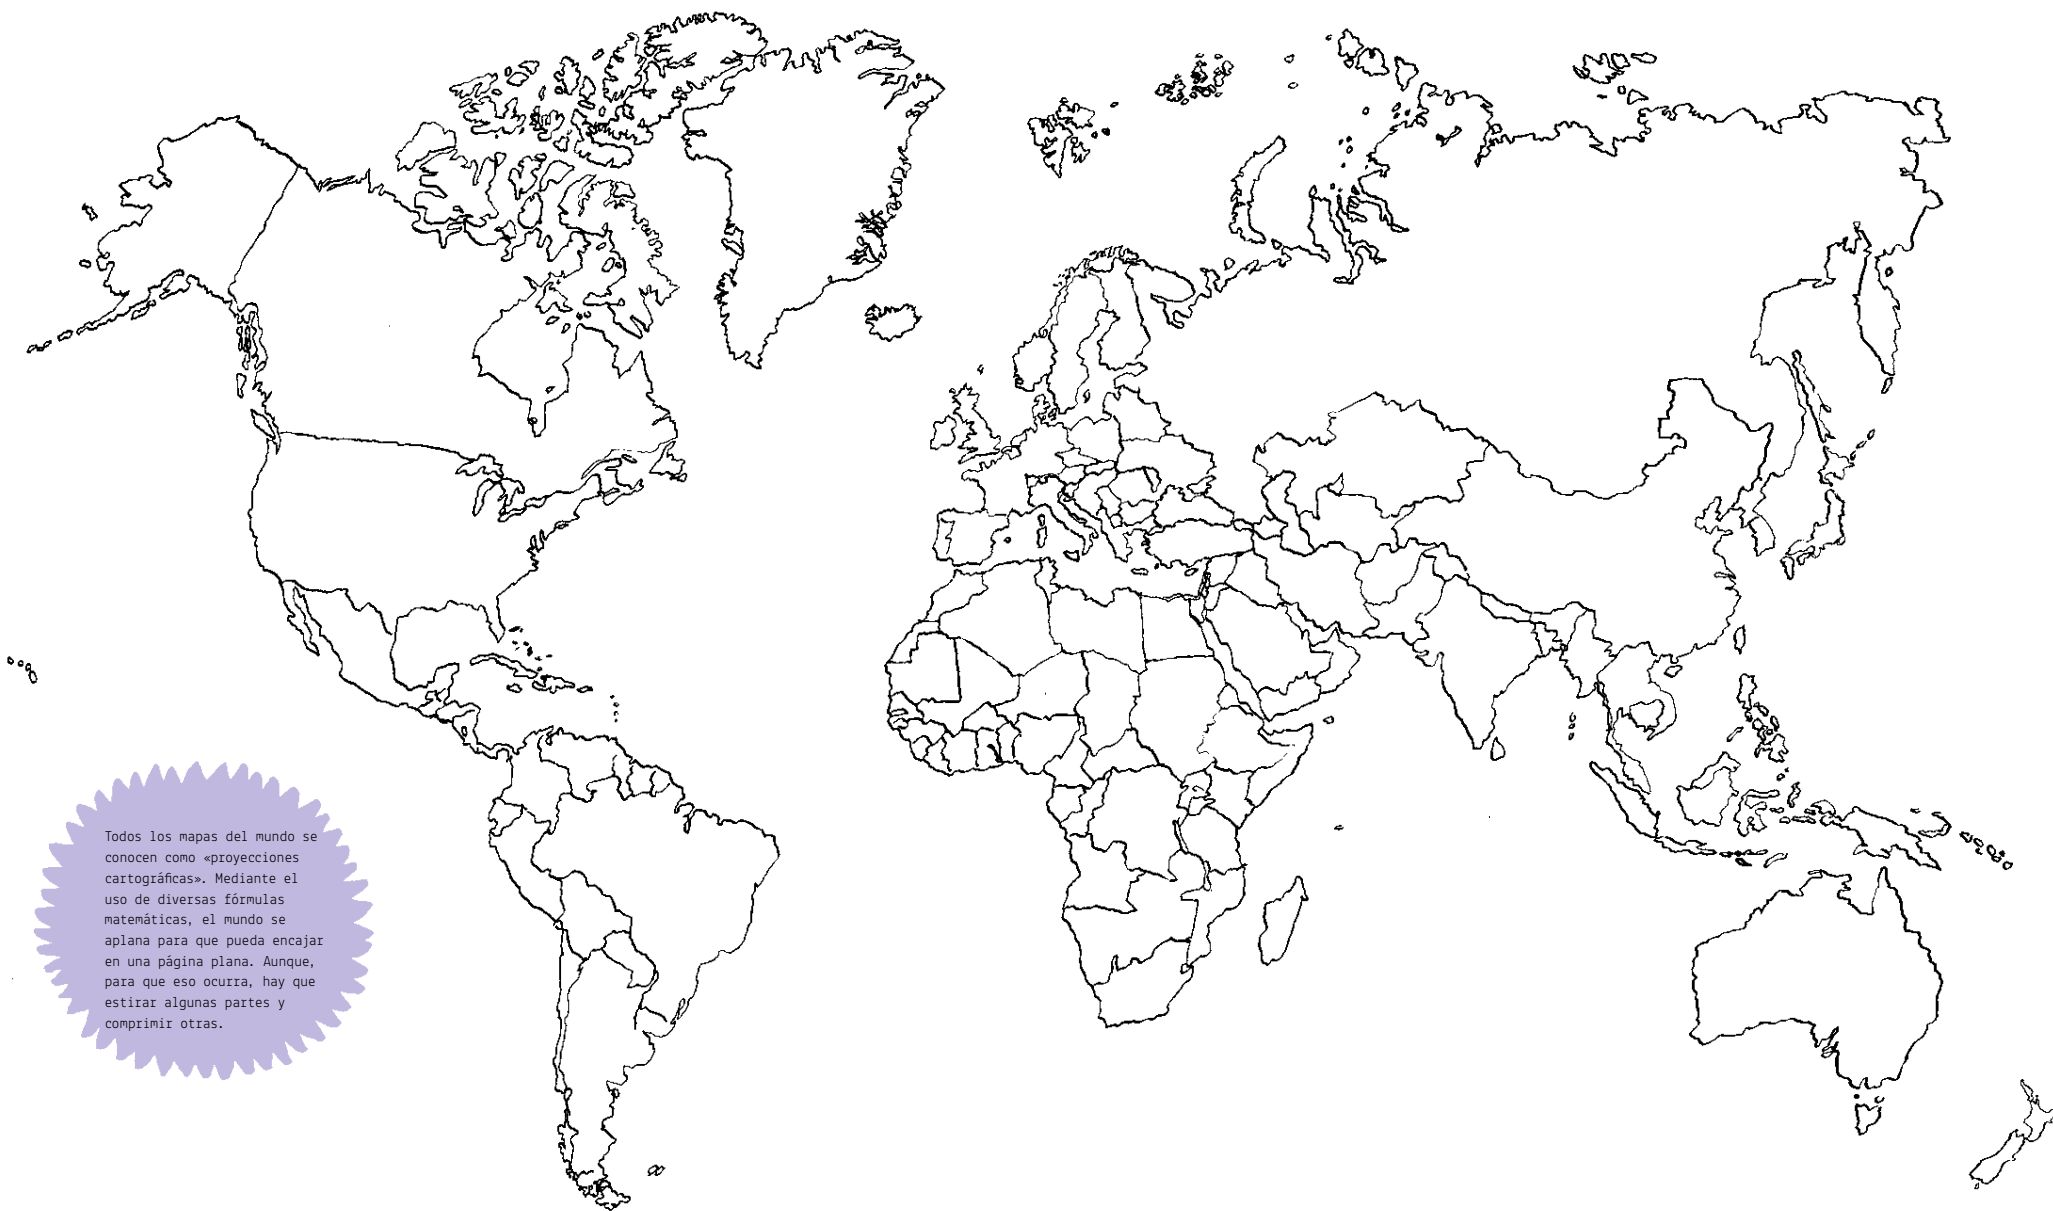 Todos los mapas del mundo se
conocen como «proyecciones
cartográficas». Mediante el
uso de diversas fórmulas
matemáticas, el mundo se
aplana para que pueda encajar
en una página plana. Aunque,
para que eso ocurra, hay que
estirar algunas partes y
comprimir otras.